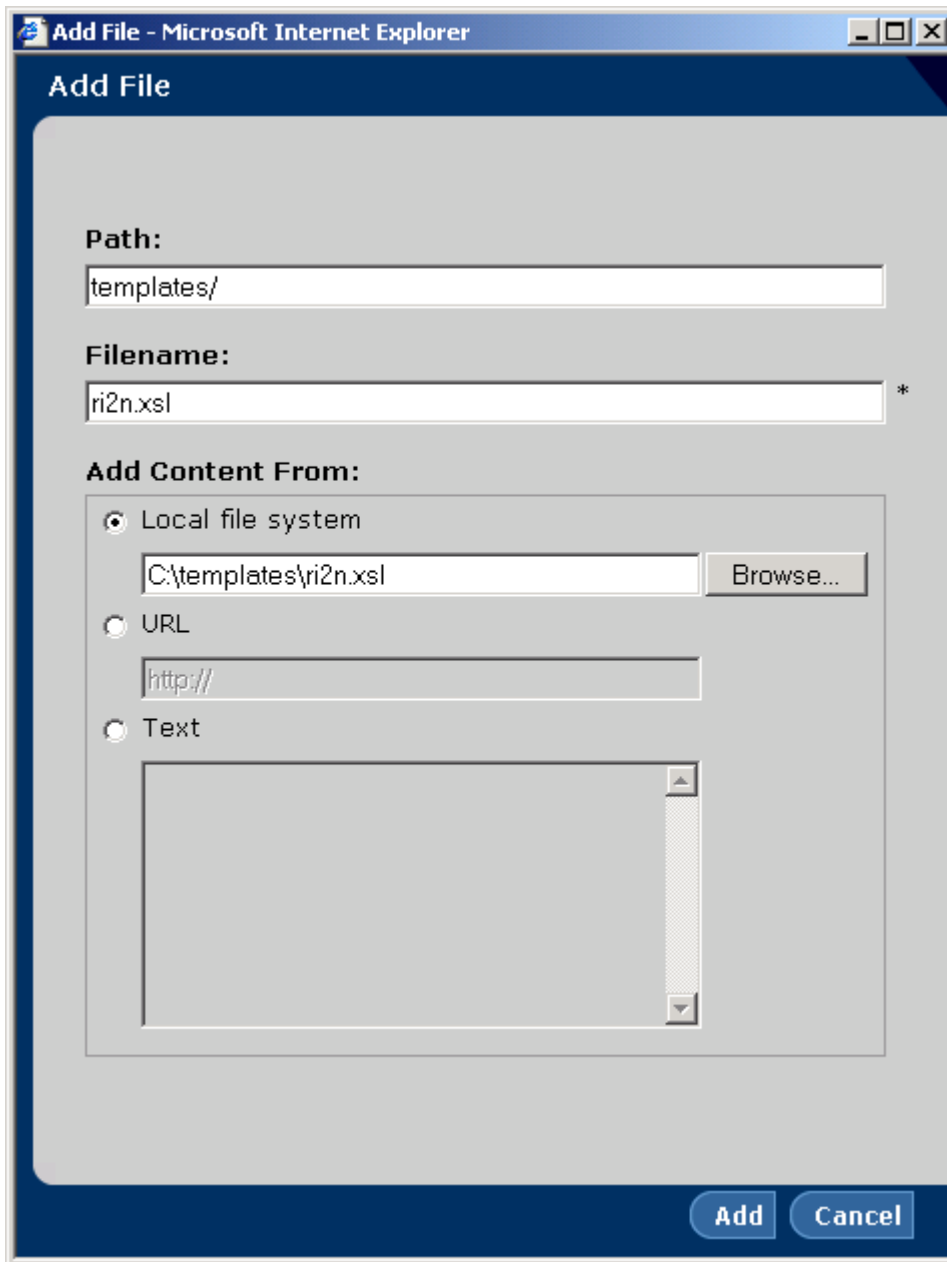 Add File - Microsoft Internet Explorer
Add File
Path:
templates/
Filename:
ri2n.xsl
*
Add Content From:
Local file system
C:\templates\ri2n.xsl
Browse...
URL
http://
Text
Add
Cancel